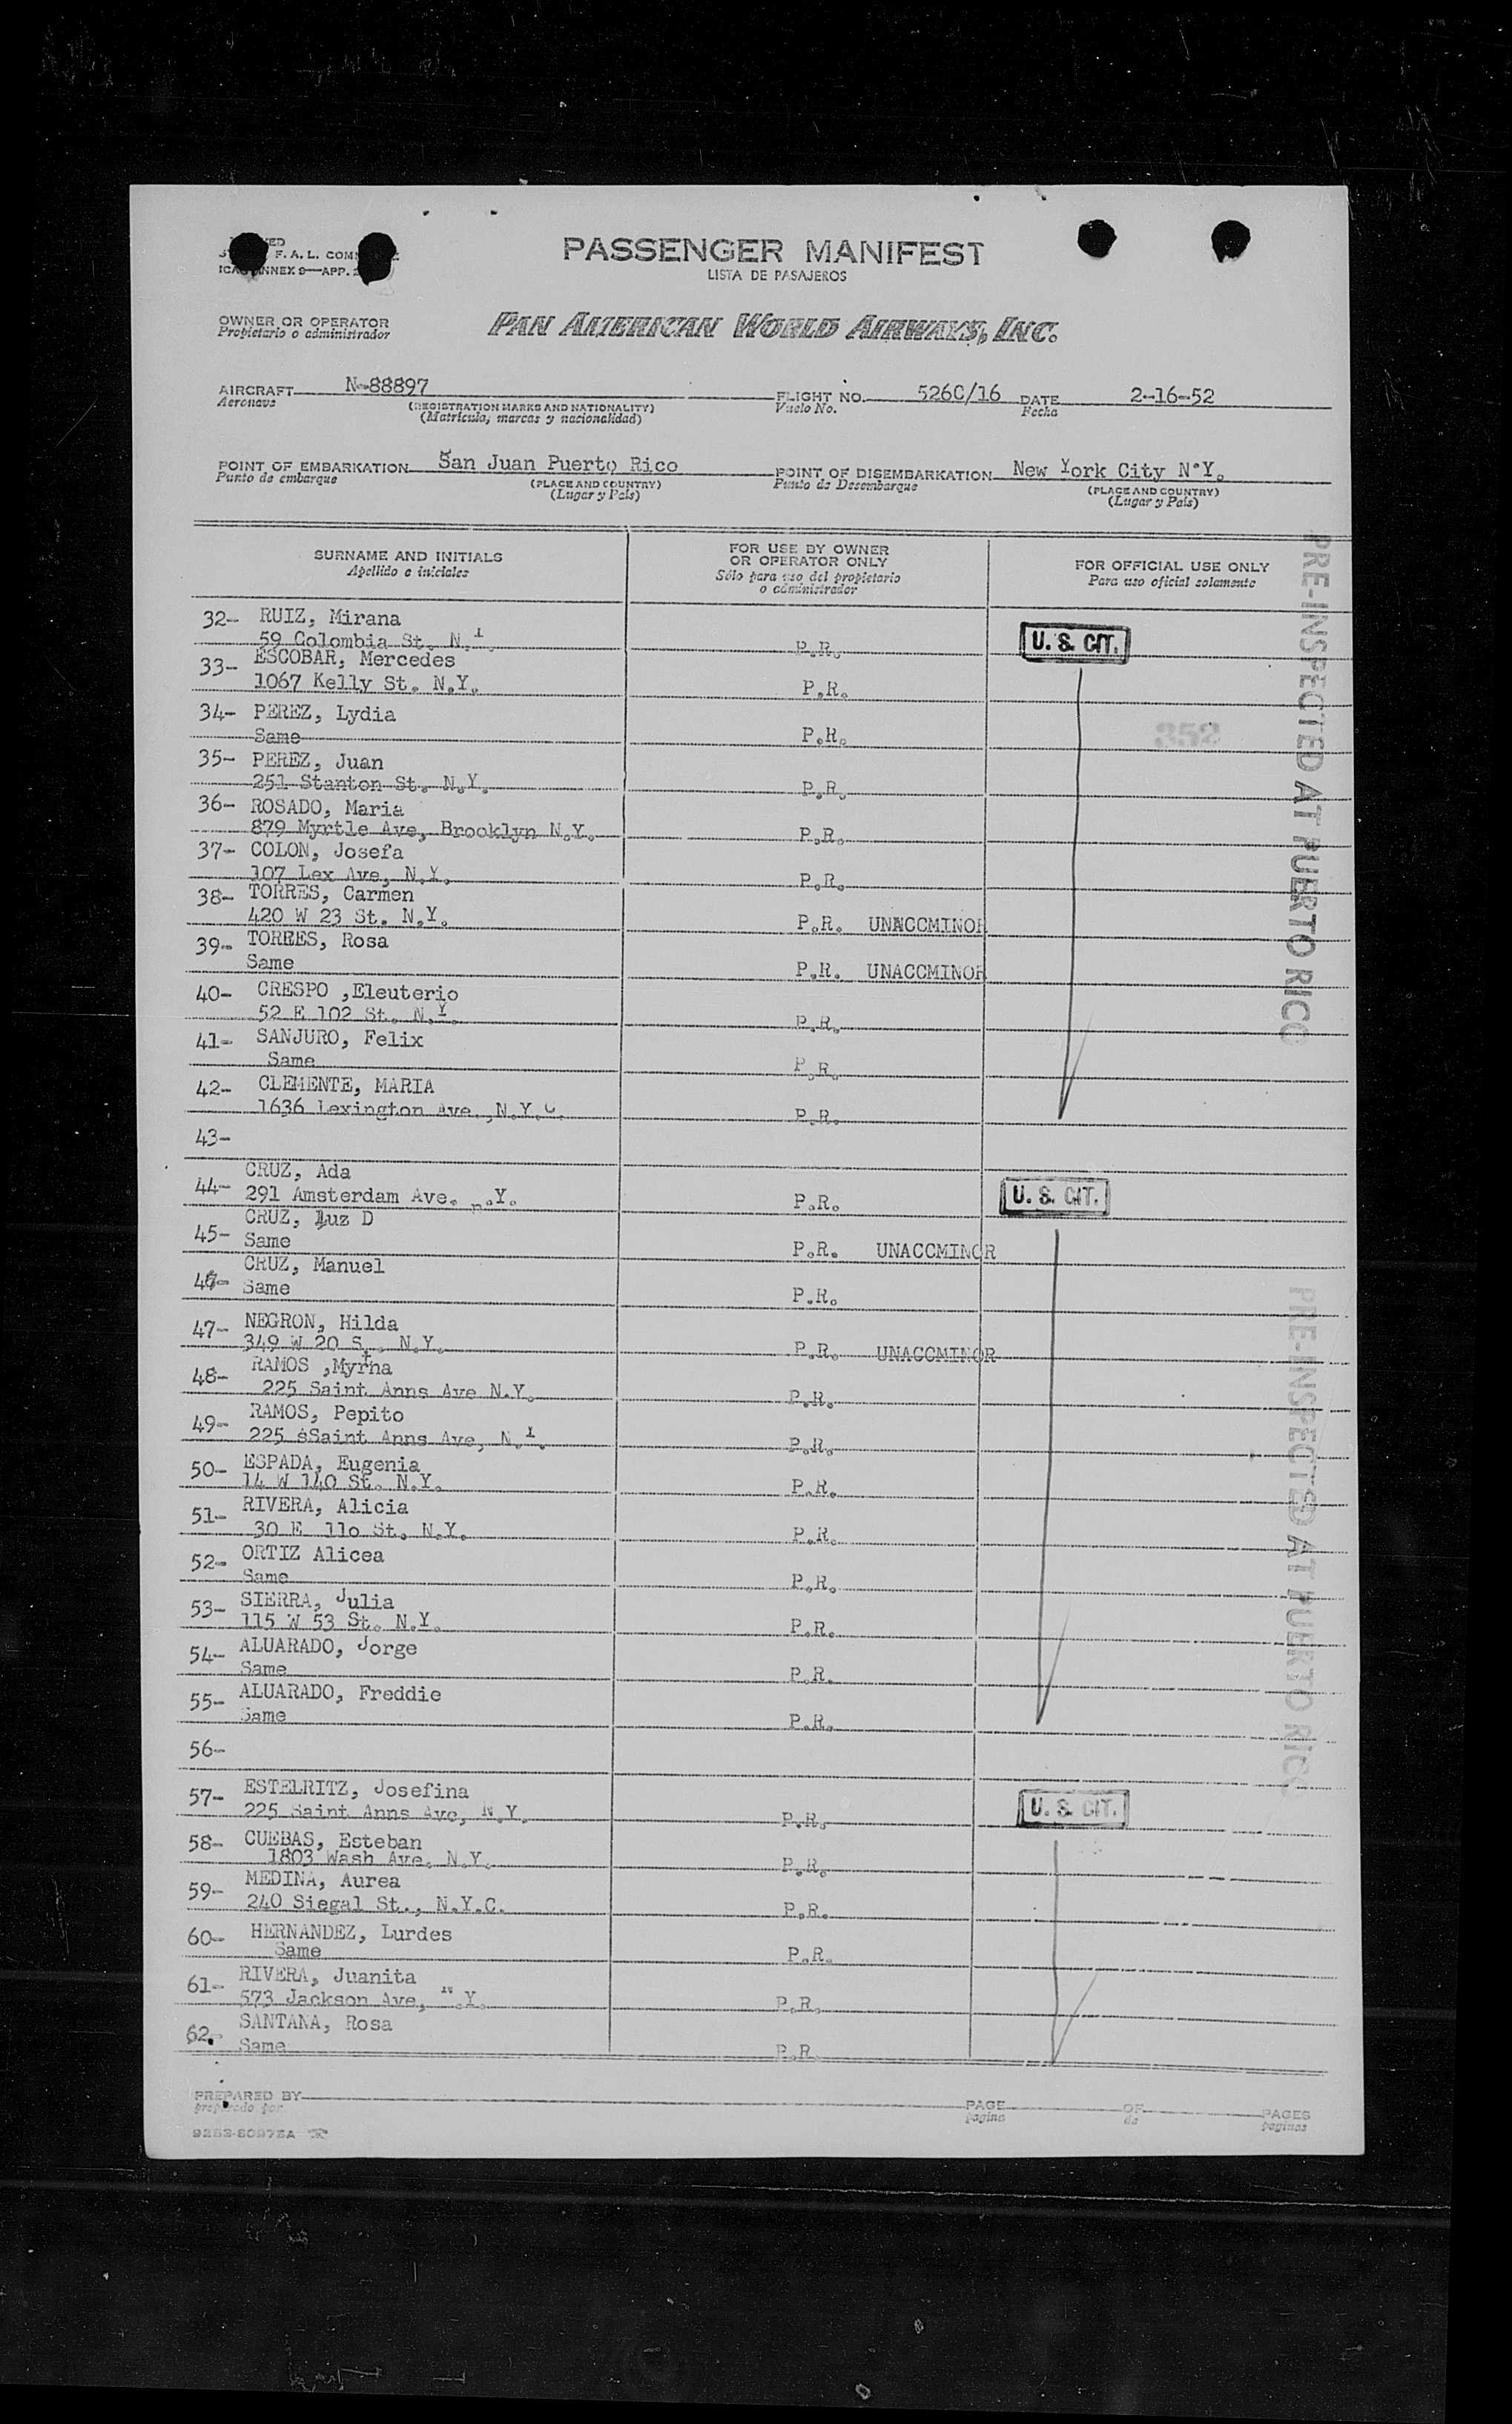 F. A. L.
ANNEX 9—APP.
PASSENGER MANIFEST
LISTA DE PASAJEROS
OWNER OR OPERATOR
Propietario o administrador
PAN AMERICAN WORLD AIRWAYS, INC.
AIRCRAFT N-88897
Aeronave
(REGISTRATION MARKS AND NATIONALITY)
(Matrícula, marcas y nacionalidad)
FLIGHT NO. 526C/16 DATE 2-16-52
Vuelo No. Fecha
POINT OF EMBARKATION San Juan Puerto Rico
Punto de embarque
(PLACE AND COUNTRY)
(Lugar y País)
POINT OF DISEMBARKATION New York City N.Y.
Punto de Desembarque
(PLACE AND COUNTRY)
(Lugar y País)
SURNAME AND INITIALS
Apellido e iniciales
FOR USE BY OWNER
OR OPERATOR ONLY
Sólo para uso del propietario
o administrador
FOR OFFICIAL USE ONLY
Para uso oficial solamente
32- RUIZ, Mirana
59 Colombia St. N.Y. P.R. U. S. CIT.
33- ESCOBAR, Mercedes
1067 Kelly St. N.Y. P.R.
34- PEREZ, Lydia
Same P.R. 352
35- PEREZ, Juan
251 Stanton St. N.Y. P.R.
36- ROSADO, Maria
879 Myrtle Ave, Brooklyn N.Y. P.R.
37- COLON, Josefa
107 Lex Ave, N.Y. P.R.
38- TORRES, Carmen
420 W 23 St. N.Y. P.R. UNACCMINOR
39- TORRES, Rosa
Same P.R. UNACCMINOR
40- CRESPO ,Eleuterio
52 E 102 St. N.Y. P.R.
41- SANJURO, Felix
Same P.R.
42- CLEMENTE, MARIA
1636 Lexington Ave.,N.Y.C. P.R.
43-
44- CRUZ, Ada
291 Amsterdam Ave. n.Y. P.R. U. S. CIT.
45- CRUZ, Luz D
Same P.R. UNACCMINOR
46- CRUZ, Manuel
Same P.R.
47- NEGRON, Hilda
349 W 20 St. N.Y. P.R. UNACCMINOR
48- RAMOS ,Myrna
225 Saint Anns Ave N.Y. P.R.
49- RAMOS, Pepito
225 sSaint Anns Ave, N.Y. P.R.
50- ESPADA, Eugenia
14 W 140 St. N.Y. P.R.
51- RIVERA, Alicia
30 E 11o St. N.Y. P.R.
52- ORTIZ Alicea
Same P.R.
53- SIERRA, Julia
115 W 53 St. N.Y. P.R.
54- ALUARADO, Jorge
Same P.R.
55- ALUARADO, Freddie
Same P.R.
56-
57- ESTELRITZ, Josefina
225 Saint Anns Ave, N.Y. P.R. U. S. CIT.
58- CUEBAS, Esteban
1803 Wash Ave. N.Y. P.R.
59- MEDINA, Aurea
240 Siegal St., N.Y.C. P.R.
60- HERNANDEZ, Lurdes
Same P.R.
61- RIVERA, Juanita
573 Jackson Ave, N.Y. P.R.
62- SANTANA, Rosa
Same P.R.
PRE-INSPECTED AT PUERTO RICO
PRE-INSPECTED AT PUERTO RICO
PREPARED BY
preparado por
PAGE OF PAGES
página de páginas